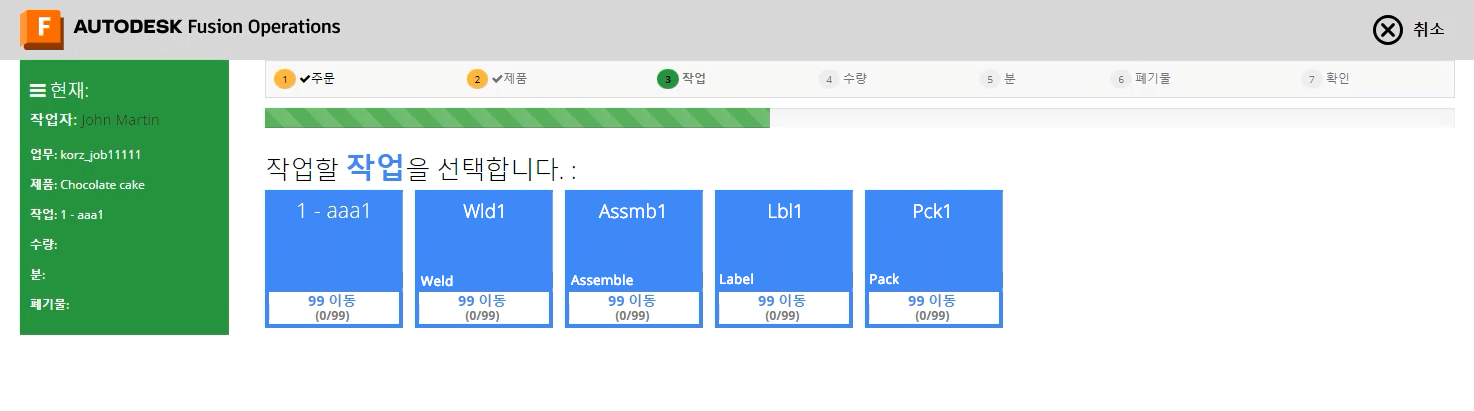 F AUTODESK Fusion Operations
취소
현재:
작업자: John Martin
업무: korz_job11111
제품: Chocolate cake
작업: 1 - aaa1
수량:
분:
폐기물:
1 주문 2 제품 3 작업 4 수량 5 분 6 폐기물 7 확인
작업할 작업을 선택합니다. :
1 - aaa1
99 이동
(0/99)
Wld1
Weld
99 이동
(0/99)
Assmb1
Assemble
99 이동
(0/99)
Lbl1
Label
99 이동
(0/99)
Pck1
Pack
99 이동
(0/99)